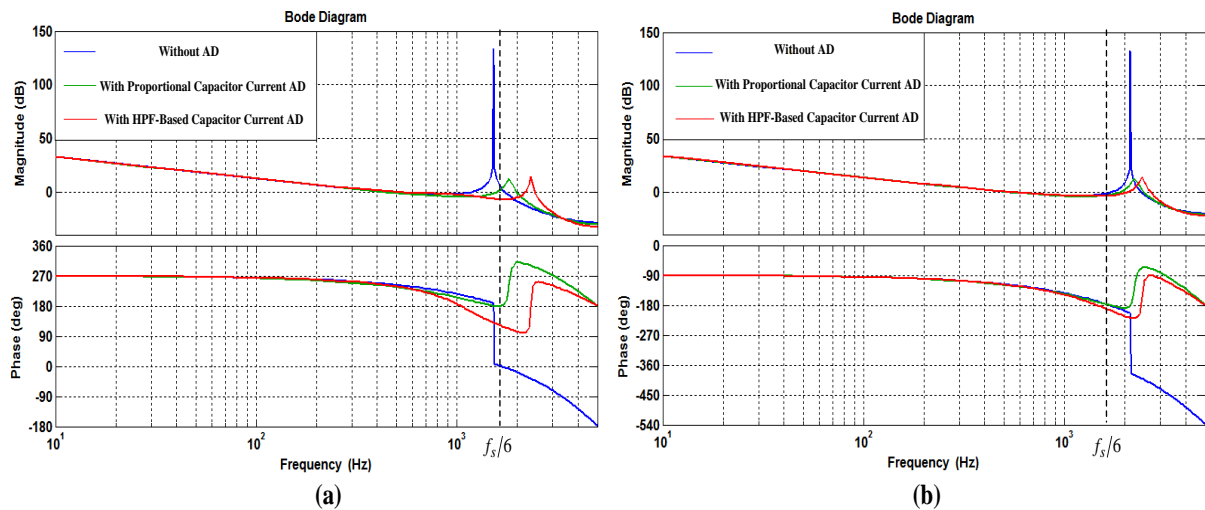 Bode Diagram
150
100
50
0
Magnitude (dB)
Without AD
With Proportional Capacitor Current AD
With HPF-Based Capacitor Current AD
360
270
180
90
0
-90
-180
Phase (deg)
10^1
10^2
10^3
f_s/6
Frequency (Hz)
(a)
Bode Diagram
150
100
50
0
Magnitude (dB)
Without AD
With Proportional Capacitor Current AD
With HPF-Based Capacitor Current AD
0
-90
-180
-270
-360
-450
-540
Phase (deg)
10^1
10^2
10^3
f_s/6
Frequency (Hz)
(b)